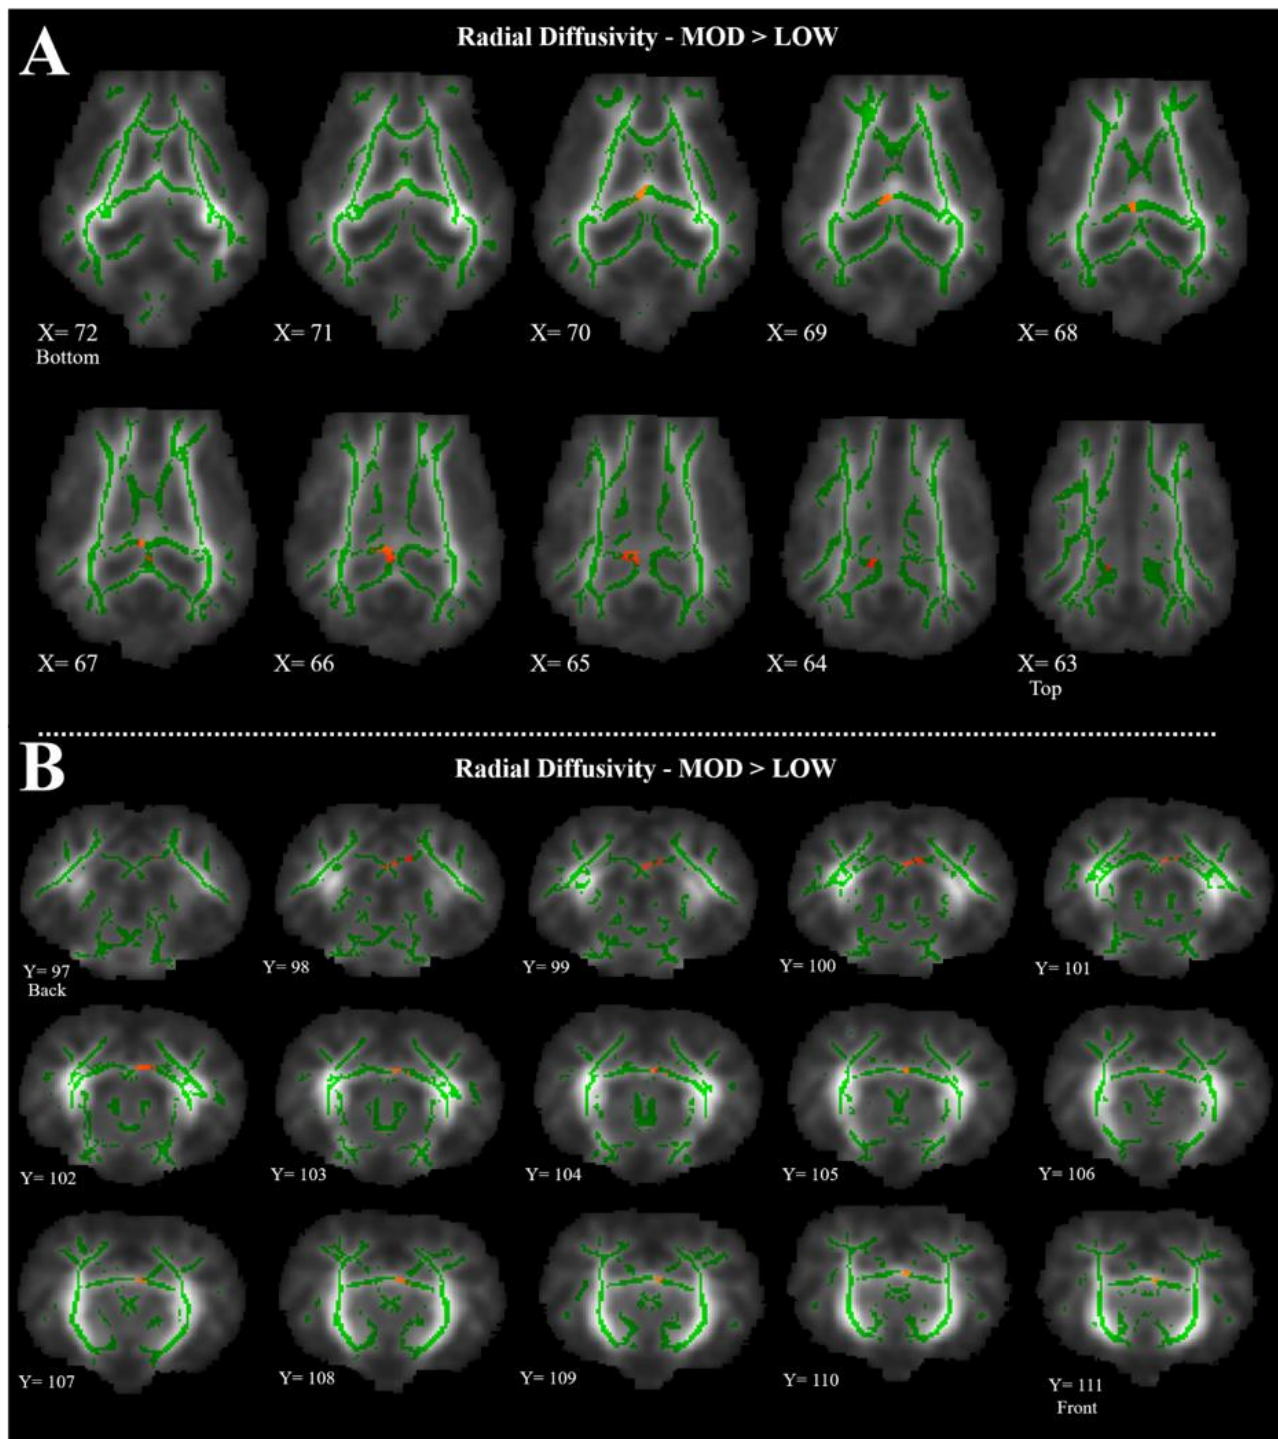 A
Radial Diffusivity - MOD > LOW
X= 72
Bottom
X= 71
X= 70
X= 69
X= 68
X= 67
X= 66
X= 65
X= 64
X= 63
Top
B
Radial Diffusivity - MOD > LOW
Y= 97
Back
Y= 98
Y= 99
Y= 100
Y= 101
Y= 102
Y= 103
Y= 104
Y= 105
Y= 106
Y= 107
Y= 108
Y= 109
Y= 110
Y= 111
Front